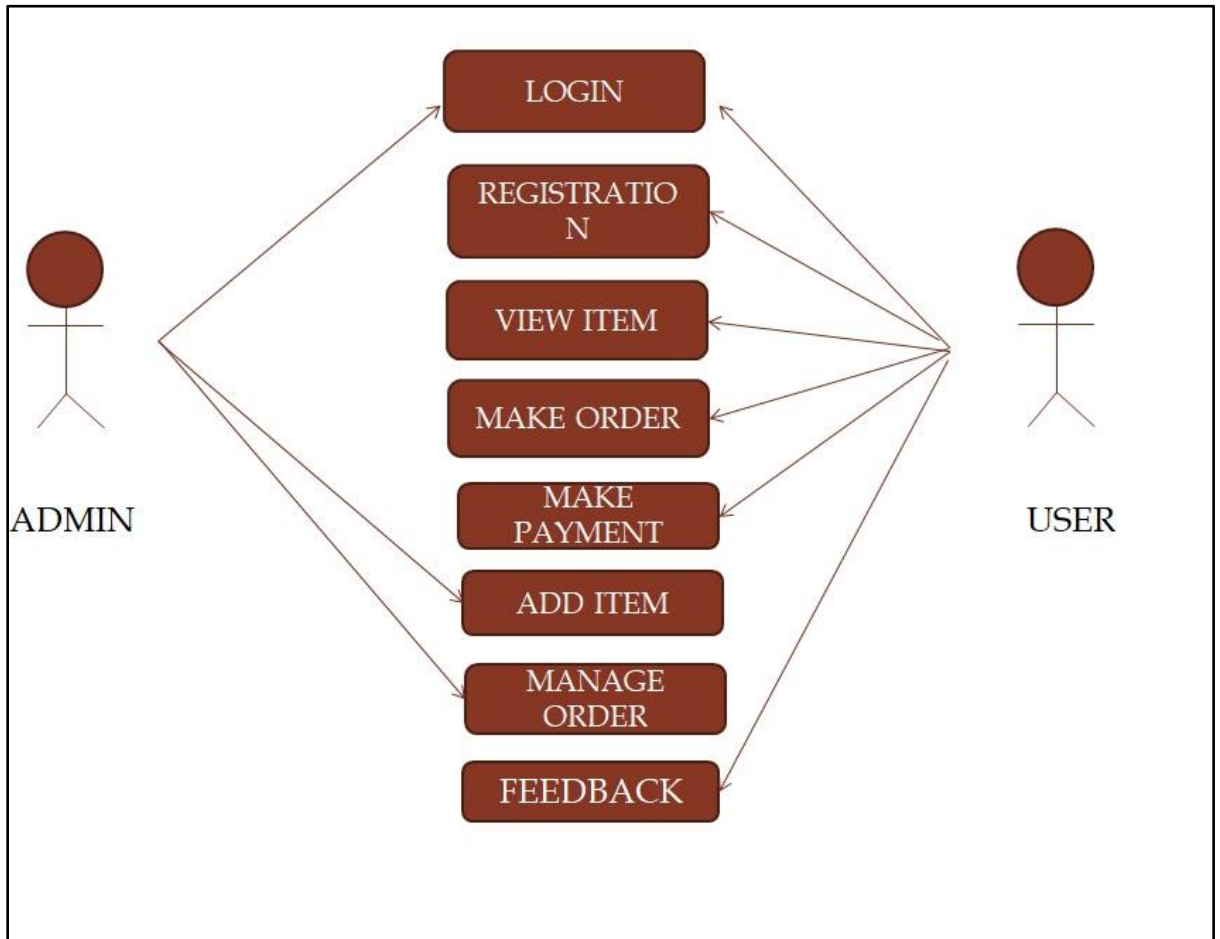 LOGIN
REGISTRATIO
N
VIEW ITEM
MAKE ORDER
MAKE
PAYMENT
ADMIN
USER
ADD ITEM
MANAGE
ORDER
FEEDBACK